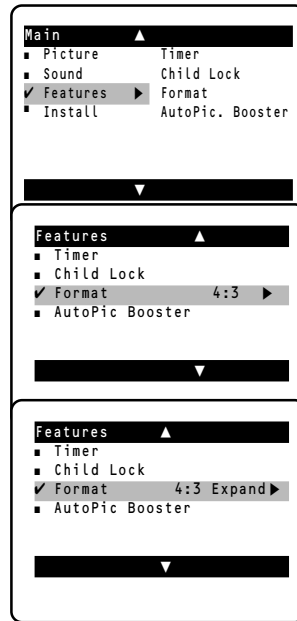 Main ▲
▪ Picture Timer
▪ Sound Child Lock
✔ Features ▶ Format
▪ Install AutoPic. Booster
▼
Features ▲
▪ Timer
▪ Child Lock
✔ Format 4:3 ▶
▪ AutoPic Booster
▼
Features ▲
▪ Timer
▪ Child Lock
✔ Format 4:3 Expand ▶
▪ AutoPic Booster
▼